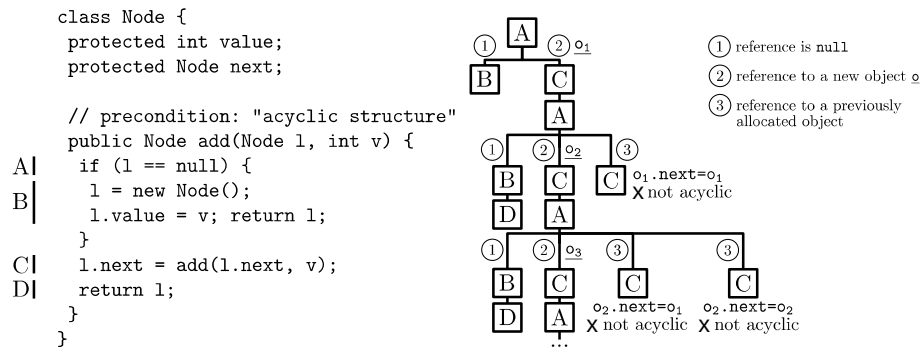 class Node {
protected int value;
protected Node next;
// precondition: "acyclic structure"
public Node add(Node l, int v) {
A if (l == null) {
B l = new Node();
l.value = v; return l;
}
C l.next = add(l.next, v);
D return l;
}
}
A
1 2 o₁
B C
A
1 2 o₂ 3
B C C o₁.next=o₁
X not acyclic
D A
1 2 o₃ 3 3
B C C C
o₂.next=o₁ o₂.next=o₂
D A X not acyclic X not acyclic
...
1 reference is null
2 reference to a new object o
3 reference to a previously
allocated object